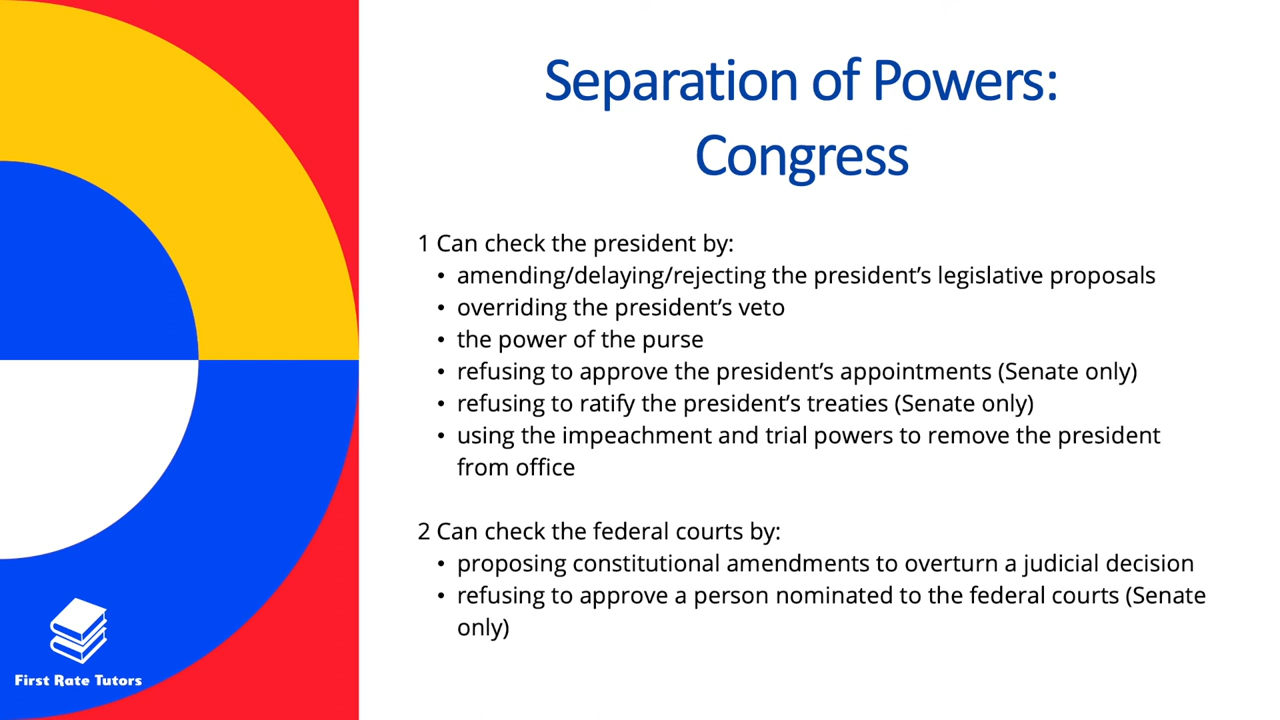 Separation of Powers:
Congress
1 Can check the president by:
• amending/delaying/rejecting the president’s legislative proposals
• overriding the president’s veto
• the power of the purse
• refusing to approve the president’s appointments (Senate only)
• refusing to ratify the president’s treaties (Senate only)
• using the impeachment and trial powers to remove the president
from office
2 Can check the federal courts by:
• proposing constitutional amendments to overturn a judicial decision
• refusing to approve a person nominated to the federal courts (Senate
only)
First Rate Tutors